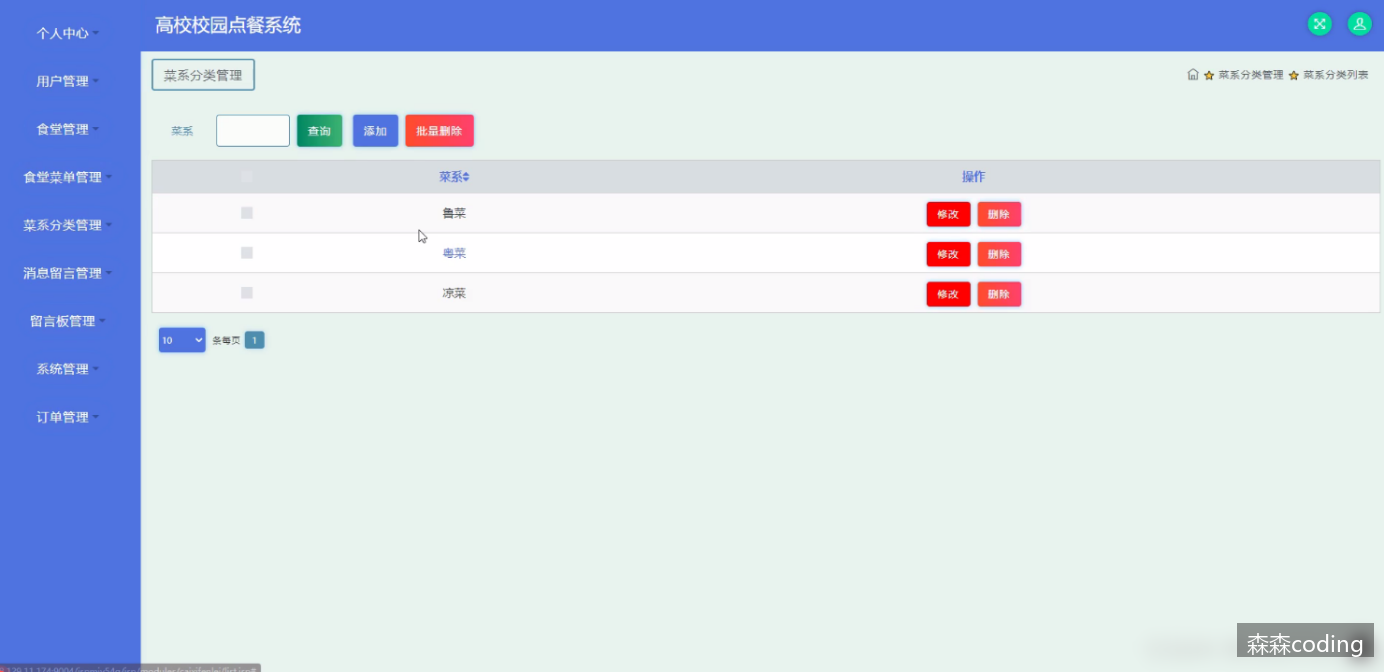 高校校园点餐系统
个人中心
用户管理
食堂管理
食堂菜单管理
菜系分类管理
消息留言管理
留言板管理
系统管理
订单管理
菜系分类管理
菜系分类管理 菜系分类列表
菜系 查询 添加 批量删除
菜系 操作
鲁菜 修改 删除
粤菜 修改 删除
凉菜 修改 删除
10 条每页 1
森森coding